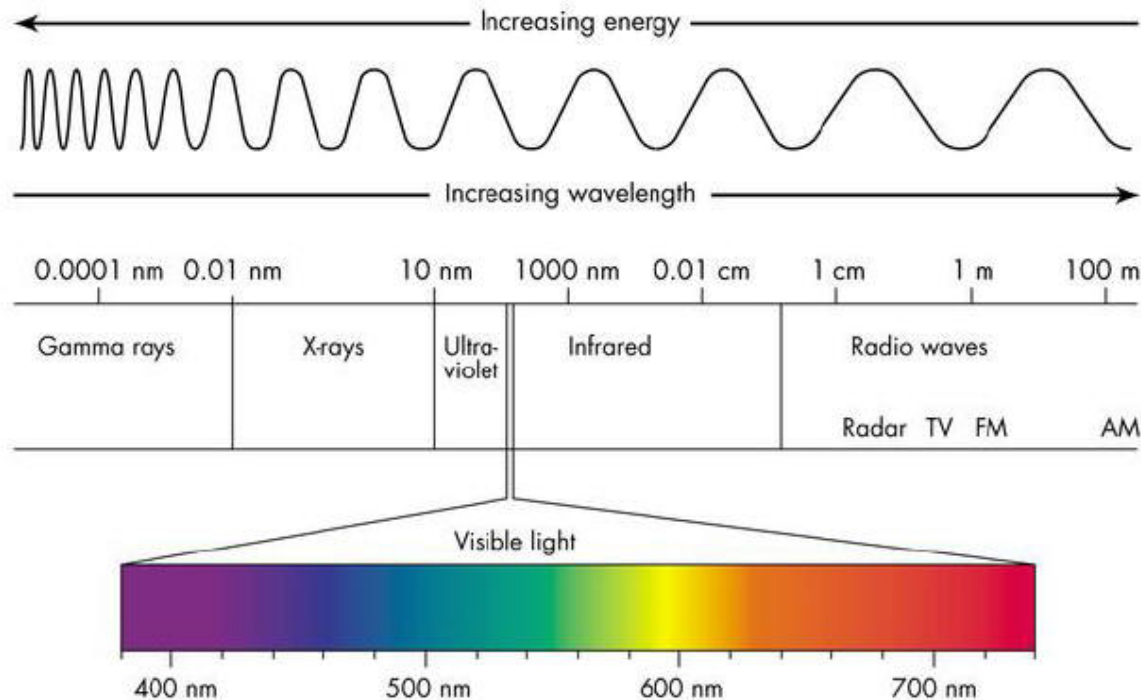 Increasing energy
Increasing wavelength
0.0001 nm 0.01 nm 10 nm 1000 nm 0.01 cm 1 cm 1 m 100 m
Gamma rays X-rays Ultra- Infrared Radio waves
violet
Radar TV FM AM
Visible light
400 nm 500 nm 600 nm 700 nm